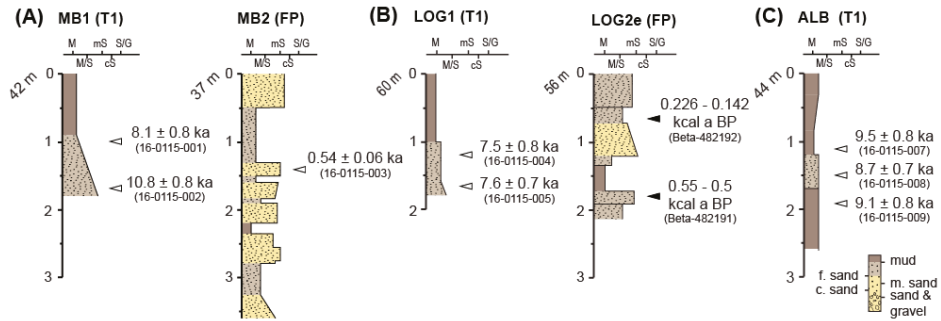 (A) MB1 (T1)
M mS S/G
M/S cS
42 m
0
1
2
3
8.1 ± 0.8 ka
(16-0115-001)
10.8 ± 0.8 ka
(16-0115-002)
MB2 (FP)
M mS S/G
M/S cS
37 m
0
1
2
3
0.54 ± 0.06 ka
(16-0115-003)
(B) LOG1 (T1)
M mS S/G
M/S cS
60 m
0
1
2
3
7.5 ± 0.8 ka
(16-0115-004)
7.6 ± 0.7 ka
(16-0115-005)
LOG2e (FP)
M mS S/G
M/S cS
56 m
0
1
2
3
0.226 - 0.142
kcal a BP
(Beta-482192)
0.55 - 0.5
kcal a BP
(Beta-482191)
(C) ALB (T1)
M mS S/G
M/S cS
44 m
0
1
2
3
9.5 ± 0.8 ka
(16-0115-007)
8.7 ± 0.7 ka
(16-0115-008)
9.1 ± 0.8 ka
(16-0115-009)
mud
f. sand
m. sand
c. sand
sand &
gravel